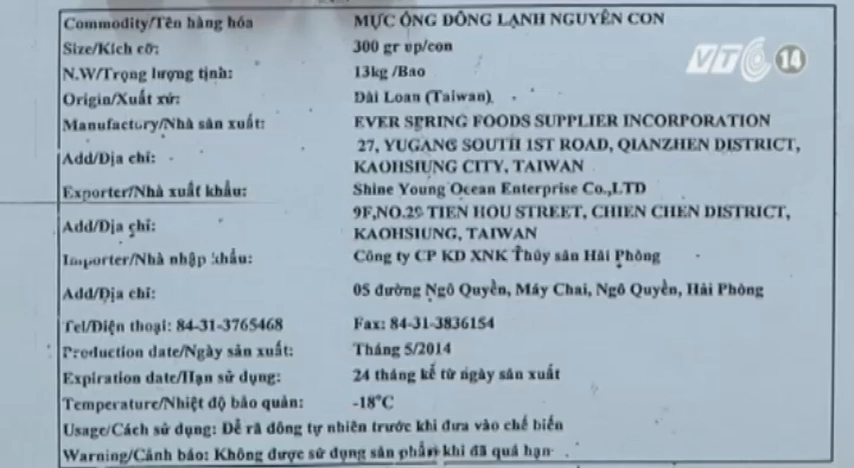 Commodity/Tên hàng hóa MỰC ỐNG ĐÔNG LẠNH NGUYÊN CON
Size/Kích cỡ: 300 gr up/con
N.W/Trọng lượng tịnh: 13kg /Bao
VTC 14
Origin/Xuất xứ: Đài Loan (Taiwan)
Manufactury/Nhà sản xuất: EVER SPRING FOODS SUPPLIER INCORPORATION
Add/Địa chỉ: 27, YUGANG SOUTH 1ST ROAD, QIANZHEN DISTRICT,
KAOHSIUNG CITY, TAIWAN
Exporter/Nhà xuất khẩu: Shine Young Ocean Enterprise Co.,LTD
Add/Địa chỉ: 9F,NO.29 TIEN HOU STREET, CHIEN CHEN DISTRICT,
KAOHSIUNG, TAIWAN
Importer/Nhà nhập khẩu: Công ty CP KD XNK Thủy sản Hải Phòng
Add/Địa chỉ: 05 đường Ngô Quyền, Máy Chai, Ngô Quyền, Hải Phòng
Tel/Điện thoại: 84-31-3765468 Fax: 84-31-3836154
Production date/Ngày sản xuất: Tháng 5/2014
Expiration date/Hạn sử dụng: 24 tháng kể từ ngày sản xuất
Temperature/Nhiệt độ bảo quản: -18°C
Usage/Cách sử dụng: Để rã đông tự nhiên trước khi đưa vào chế biến
Warning/Cảnh báo: Không được sử dụng sản phẩm khi đã quá hạn